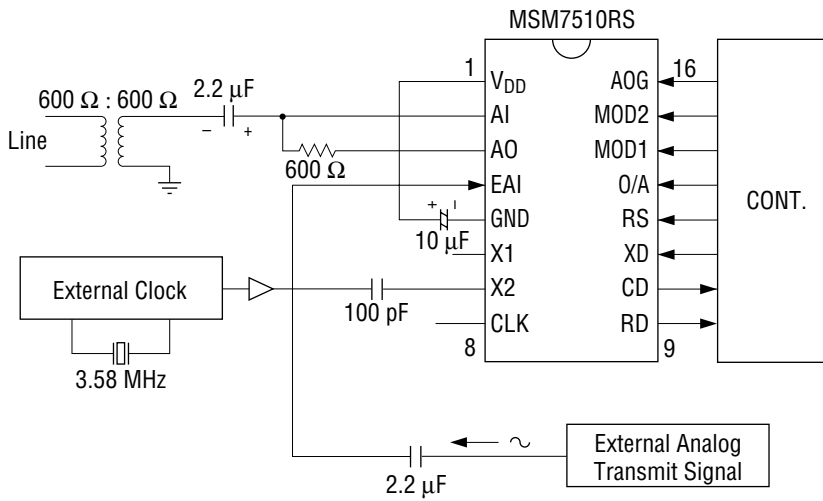 MSM7510RS
1
16
V_DD
AOG
2.2 µF
600 Ω : 600 Ω
AI
MOD2
Line
–
+
AO
MOD1
600 Ω
EAI
O/A
CONT.
+
–
GND
RS
10 µF
X1
XD
External Clock
X2
CD
100 pF
CLK
RD
8
9
3.58 MHz
~
External Analog
Transmit Signal
2.2 µF